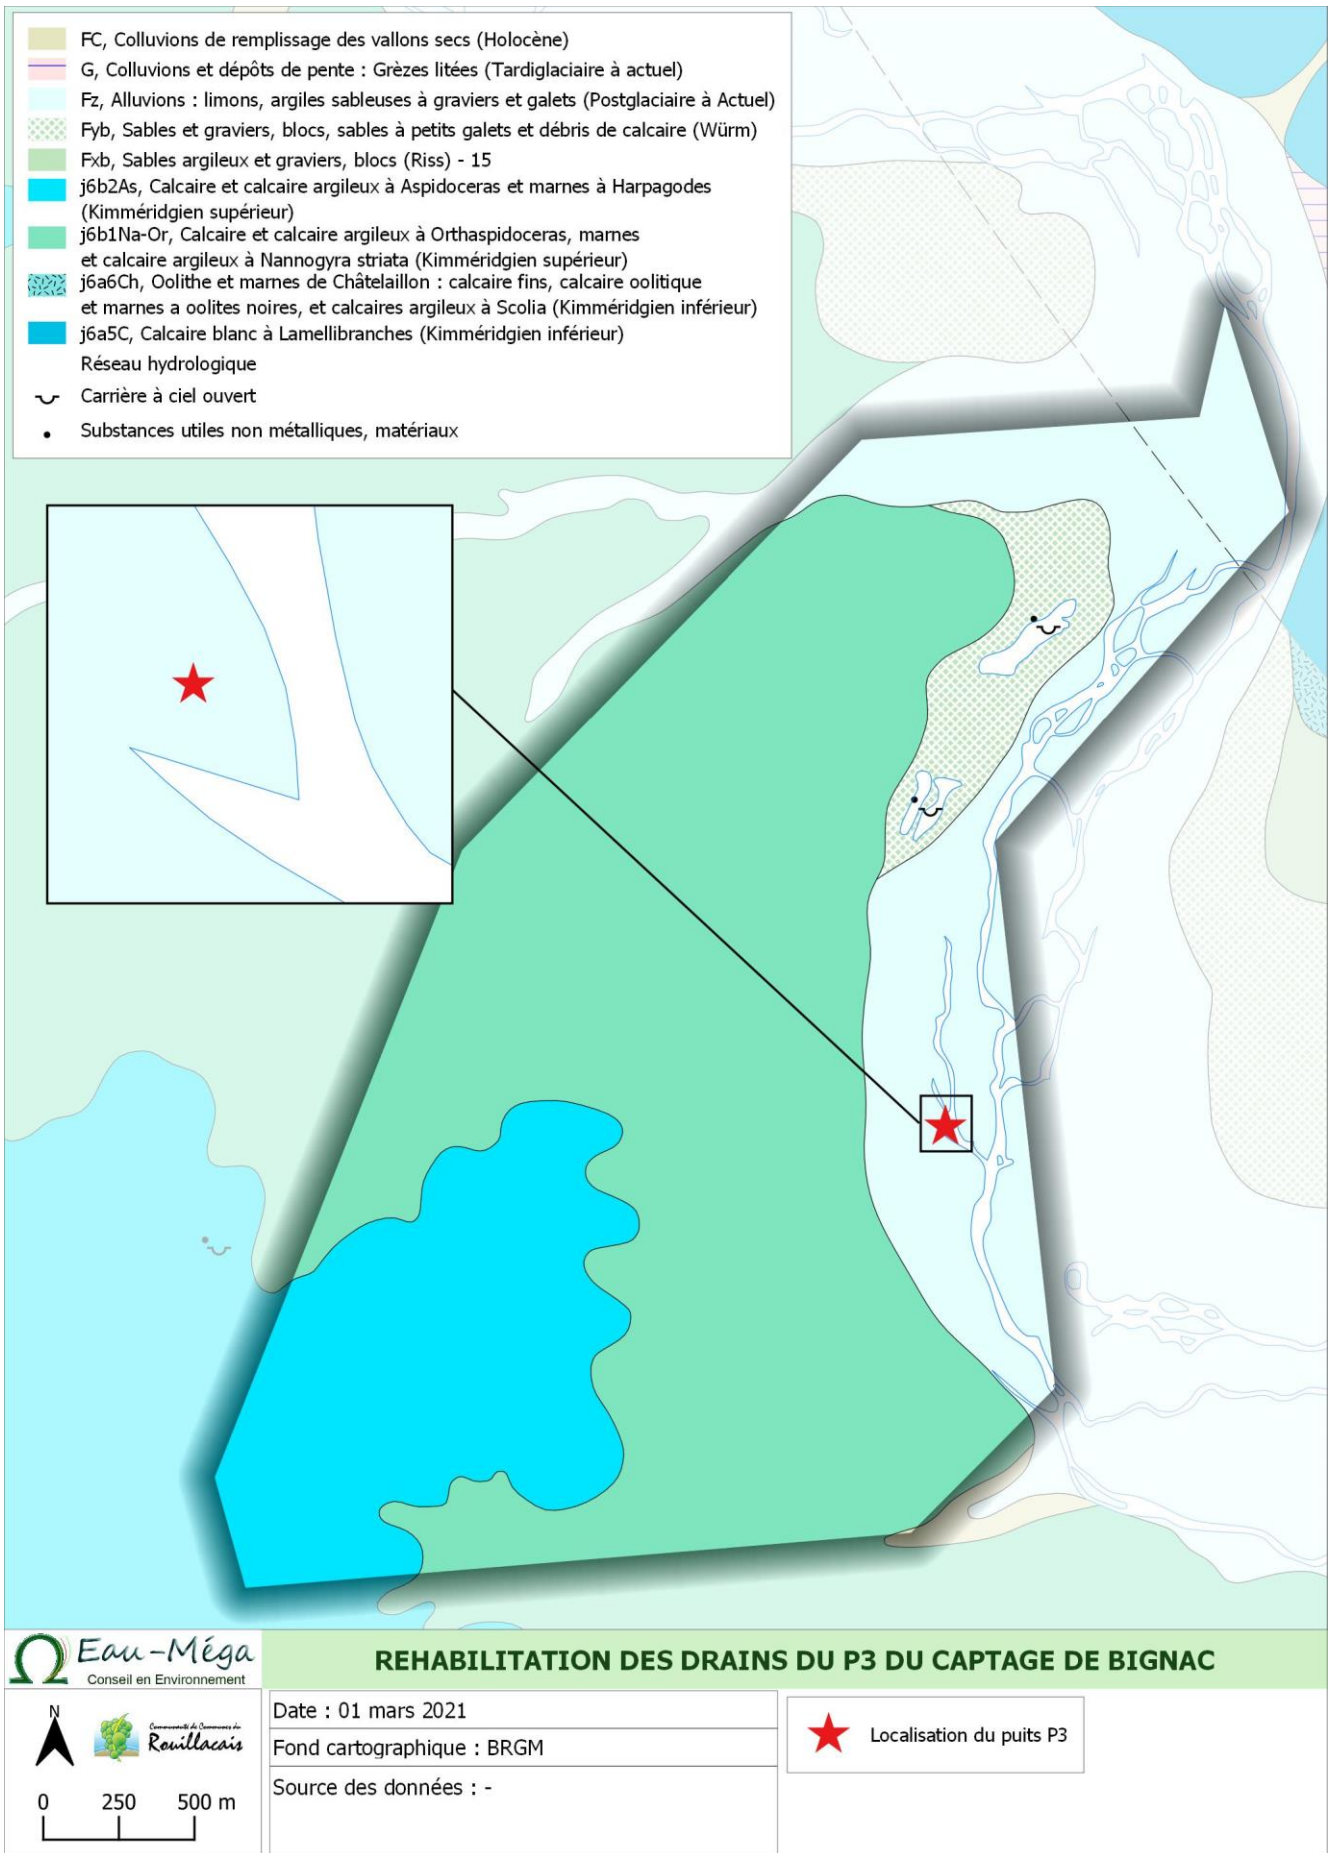 FC, Colluvions de remplissage des vallons secs (Holocène)
G, Colluvions et dépôts de pente : Grèzes litées (Tardiglaciaire à actuel)
Fz, Alluvions : limons, argiles sableuses à graviers et galets (Postglaciaire à Actuel)
Fyb, Sables et graviers, blocs, sables à petits galets et débris de calcaire (Würm)
Fxb, Sables argileux et graviers, blocs (Riss) - 15
j6b2As, Calcaire et calcaire argileux à Aspidoceras et marnes à Harpagodes
(Kimméridgien supérieur)
j6b1Na-Or, Calcaire et calcaire argileux à Orthaspidoceras, marnes
et calcaire argileux à Nannogyra striata (Kimméridgien supérieur)
j6a6Ch, Oolithe et marnes de Châtelaillon : calcaire fins, calcaire oolitique
et marnes a oolites noires, et calcaires argileux à Scolia (Kimméridgien inférieur)
j6a5C, Calcaire blanc à Lamellibranches (Kimméridgien inférieur)
Réseau hydrologique
Carrière à ciel ouvert
Substances utiles non métalliques, matériaux
Eau-Méga
Conseil en Environnement
REHABILITATION DES DRAINS DU P3 DU CAPTAGE DE BIGNAC
N
Communauté de Communes du
Rouillacais
0 250 500 m
Date : 01 mars 2021
Fond cartographique : BRGM
Source des données : -
Localisation du puits P3